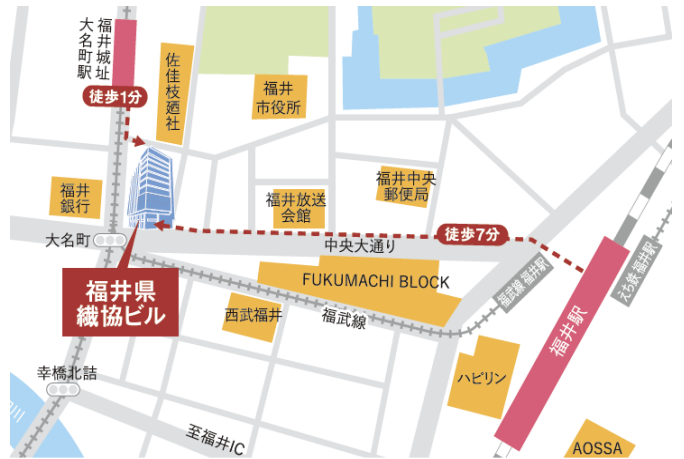 福井城址
大名町駅
徒歩1分
佐佳枝廼社
福井
市役所
福井
銀行
福井放送
会館
福井中央
郵便局
大名町
中央大通り
徒歩7分
福井県
繊協ビル
FUKUMACHI BLOCK
西武福井
福武線
福武線 福井駅
えち鉄 福井駅
福井駅
ハピリン
幸橋北詰
至福井IC
AOSSA
川